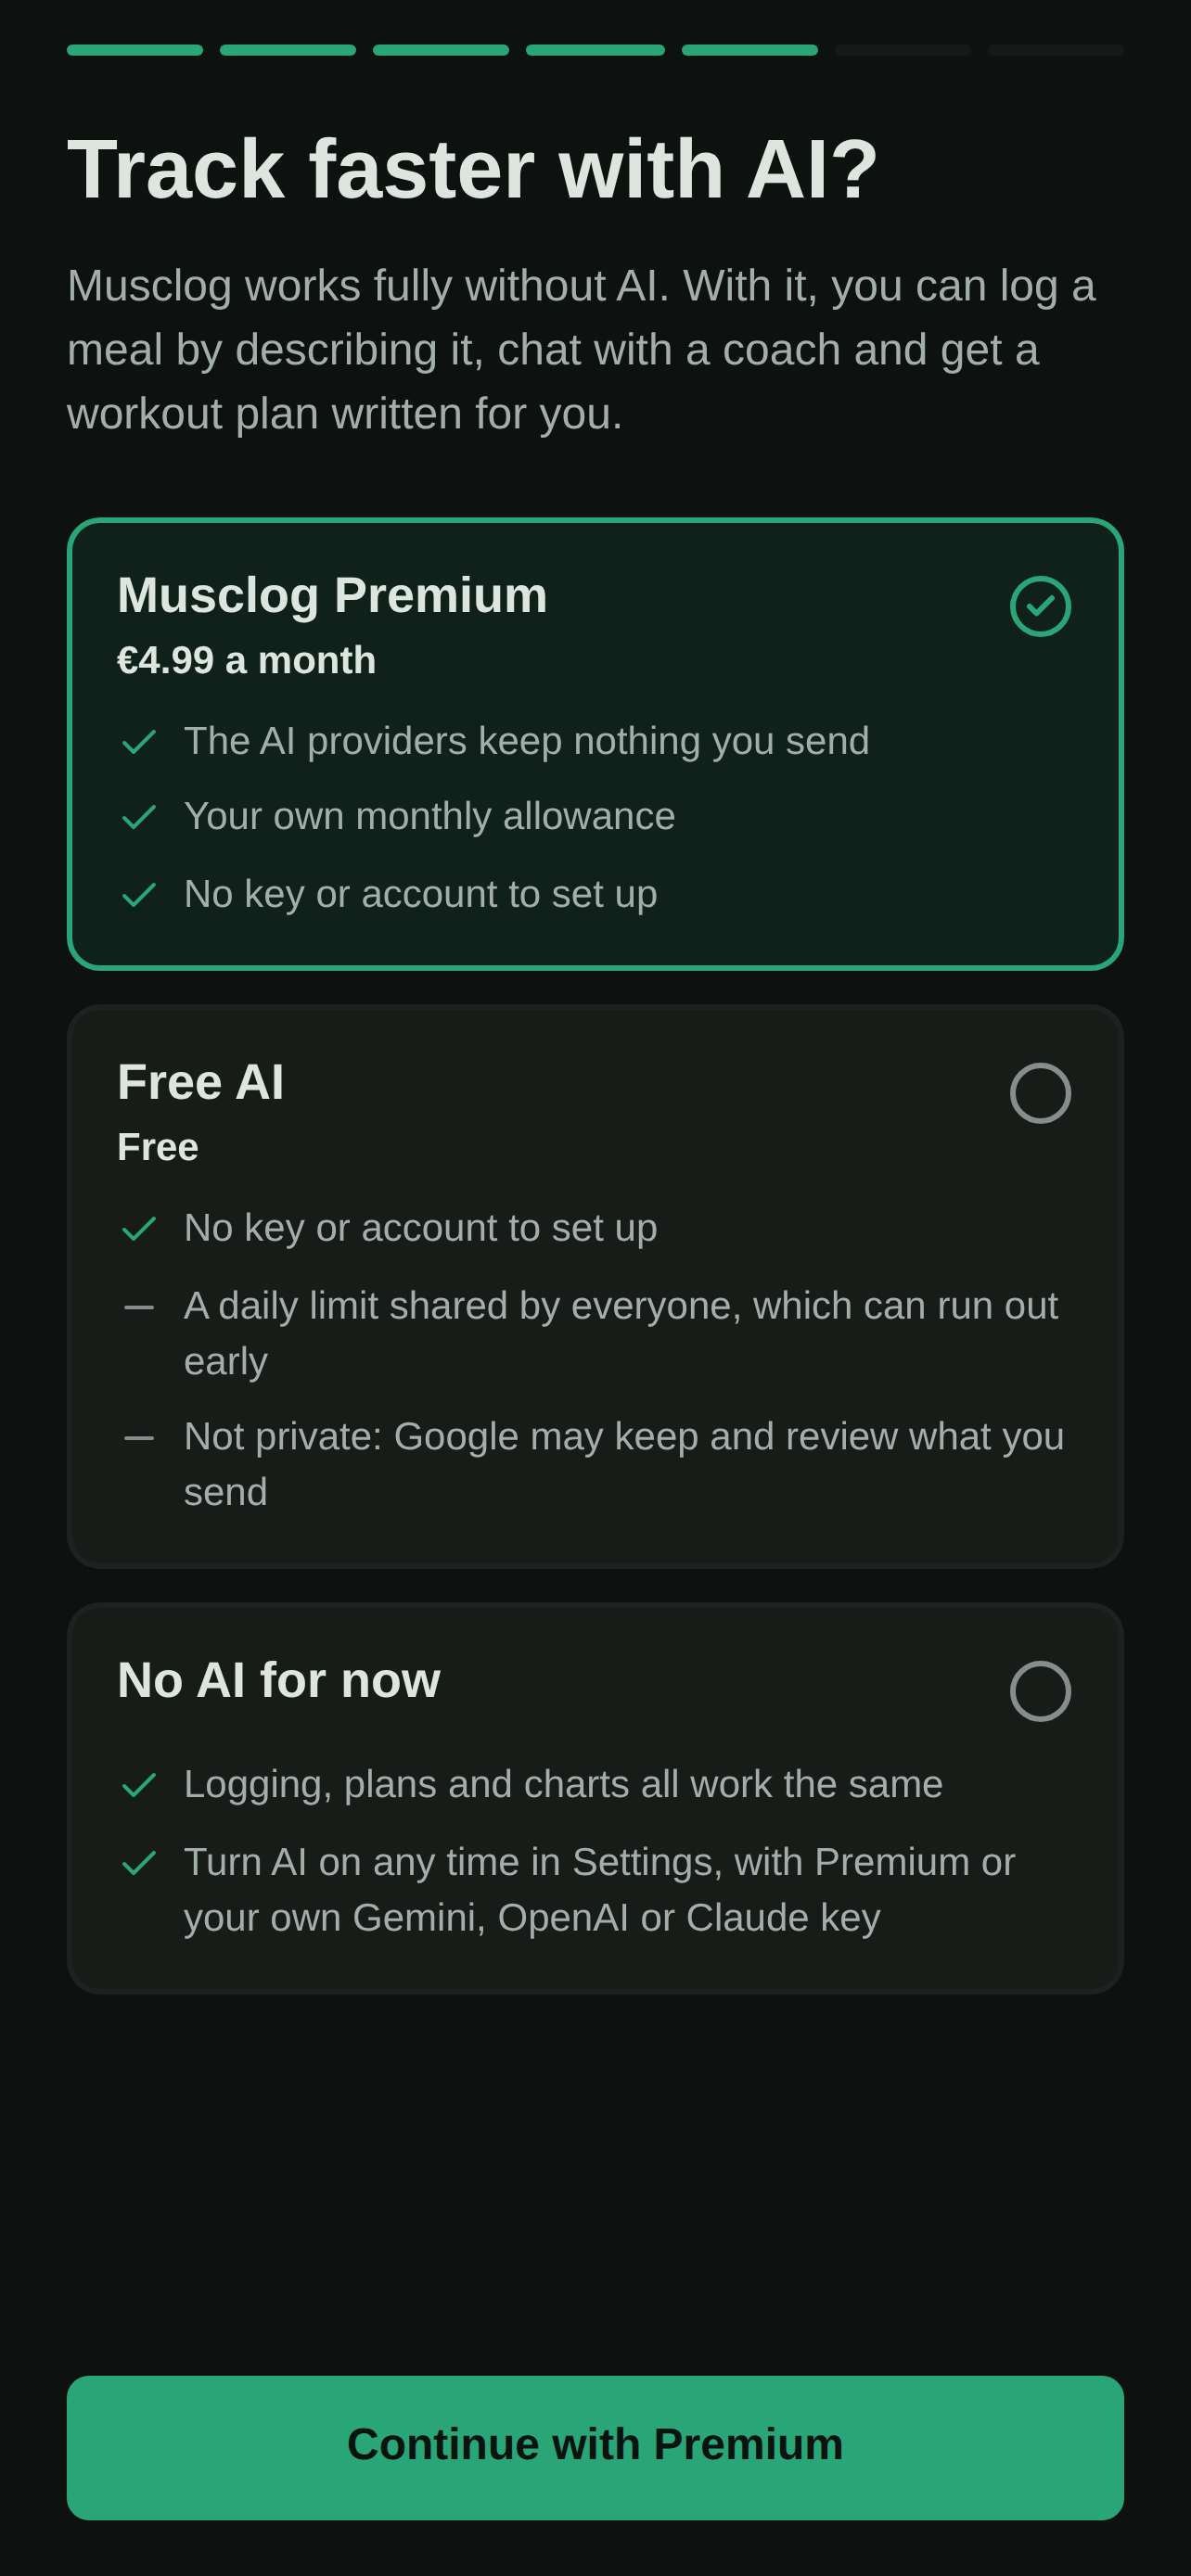 Track faster with AI?
Musclog works fully without AI. With it, you can log a
meal by describing it, chat with a coach and get a
workout plan written for you.
Musclog Premium
€4.99 a month
The AI providers keep nothing you send
Your own monthly allowance
No key or account to set up
Free AI
Free
No key or account to set up
A daily limit shared by everyone, which can run out
early
Not private: Google may keep and review what you
send
No AI for now
Logging, plans and charts all work the same
Turn AI on any time in Settings, with Premium or
your own Gemini, OpenAI or Claude key
Continue with Premium